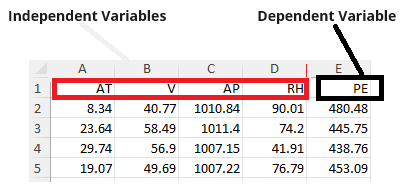 Independent Variables Dependent Variable
A B C D E
1 AT V AP RH PE
2 8.34 40.77 1010.84 90.01 480.48
3 23.64 58.49 1011.4 74.2 445.75
4 29.74 56.9 1007.15 41.91 438.76
5 19.07 49.69 1007.22 76.79 453.09